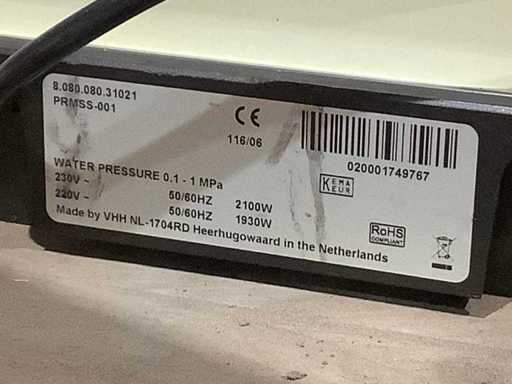 8.080.080.31021
PRMSS-001
CE
116/06
020001749767
WATER PRESSURE 0.1 - 1 MPa
230V ~ 50/60HZ 2100W
220V ~ 50/60HZ 1930W
KEMA
KEUR
Made by VHH NL-1704RD Heerhugowaard in the Netherlands
RoHS
COMPLIANT